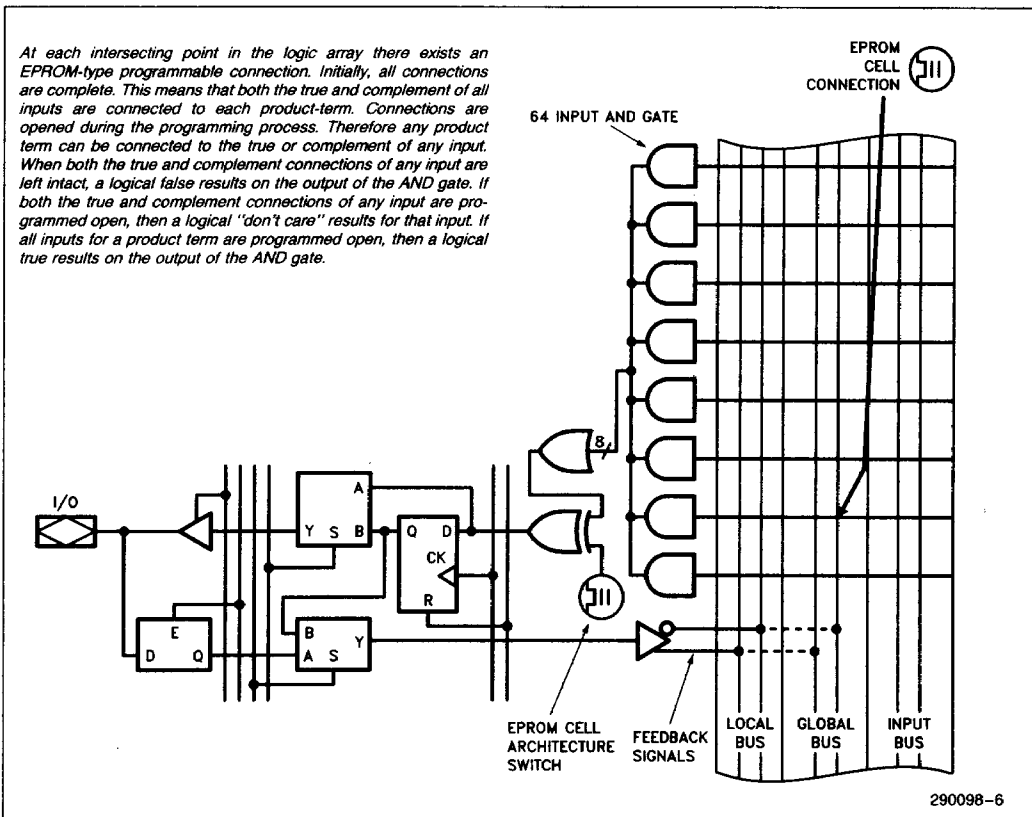 At each intersecting point in the logic array there exists an
EPROM-type programmable connection. Initially, all connections
are complete. This means that both the true and complement of all
inputs are connected to each product-term. Connections are
opened during the programming process. Therefore any product
term can be connected to the true or complement of any input.
When both the true and complement connections of any input are
left intact, a logical false results on the output of the AND gate. If
both the true and complement connections of any input are pro-
grammed open, then a logical "don't care" results for that input. If
all inputs for a product term are programmed open, then a logical
true results on the output of the AND gate.
EPROM
CELL
CONNECTION
64 INPUT AND GATE
8
I/O
A
Y S B
Q D
CK
R
E
D Q
B
A S
Y
EPROM CELL
ARCHITECTURE
SWITCH
FEEDBACK
SIGNALS
LOCAL
BUS
GLOBAL
BUS
INPUT
BUS
290098-6